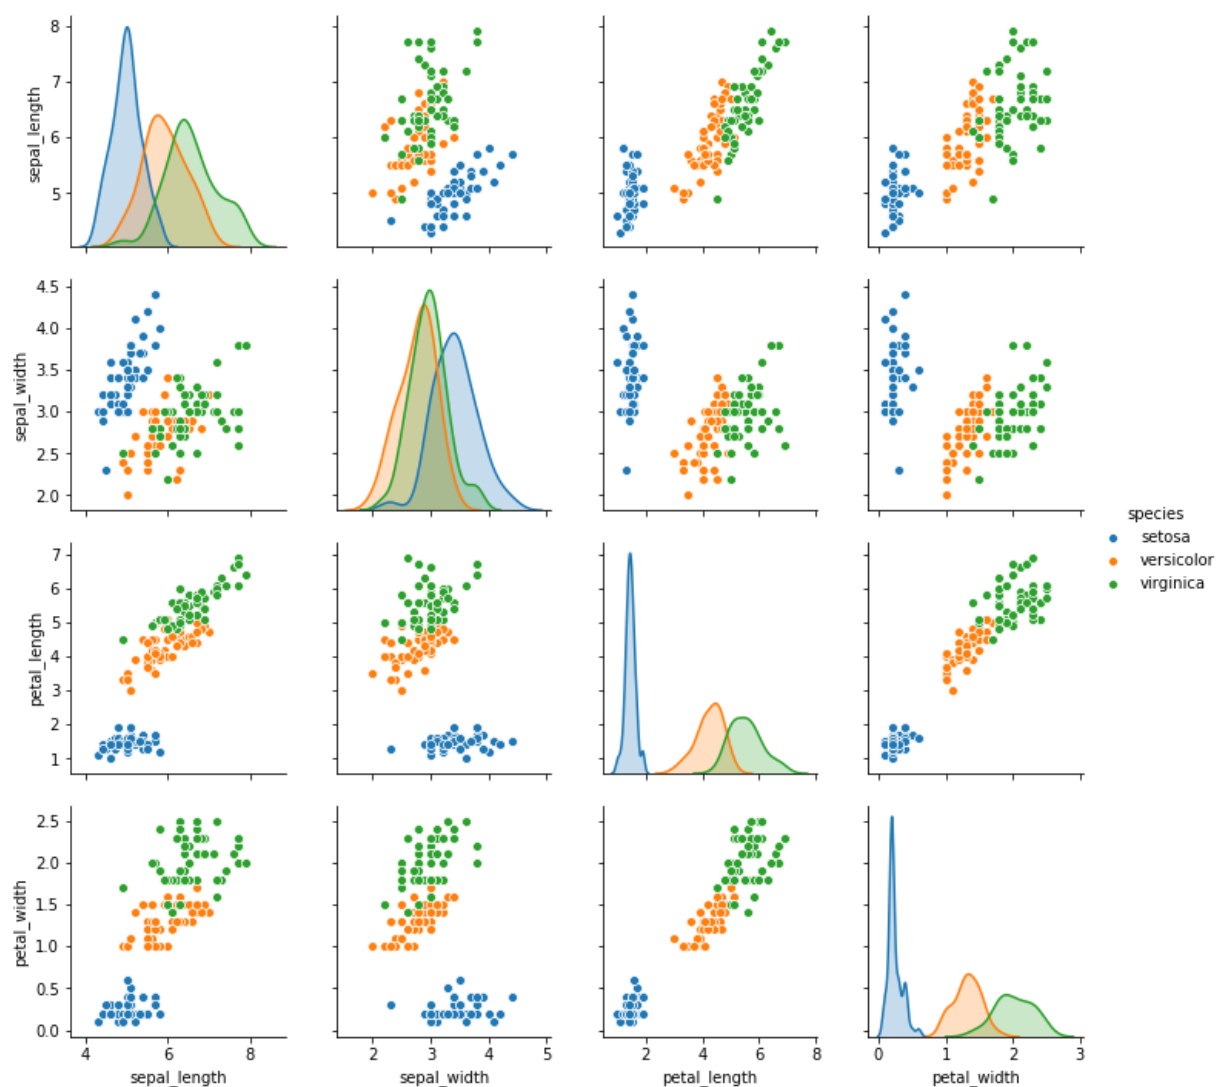 8
7
6
5
sepal_length
4.5
4.0
3.5
3.0
2.5
2.0
sepal_width
species
setosa
versicolor
virginica
7
6
5
4
3
2
1
petal_length
2.5
2.0
1.5
1.0
0.5
0.0
petal_width
4 6 8
sepal_length
2 3 4 5
sepal_width
2 4 6 8
petal_length
0 1 2 3
petal_width